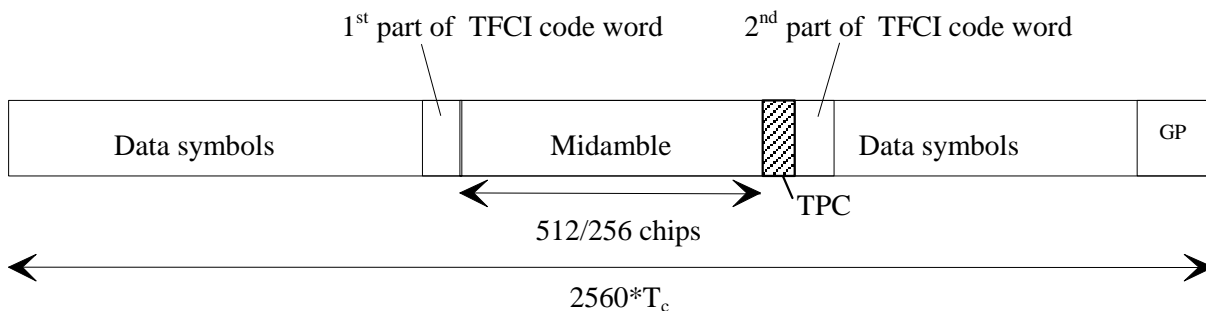 1st part of TFCI code word
2nd part of TFCI code word
Data symbols
Midamble
Data symbols
GP
TPC
512/256 chips
2560*Tc